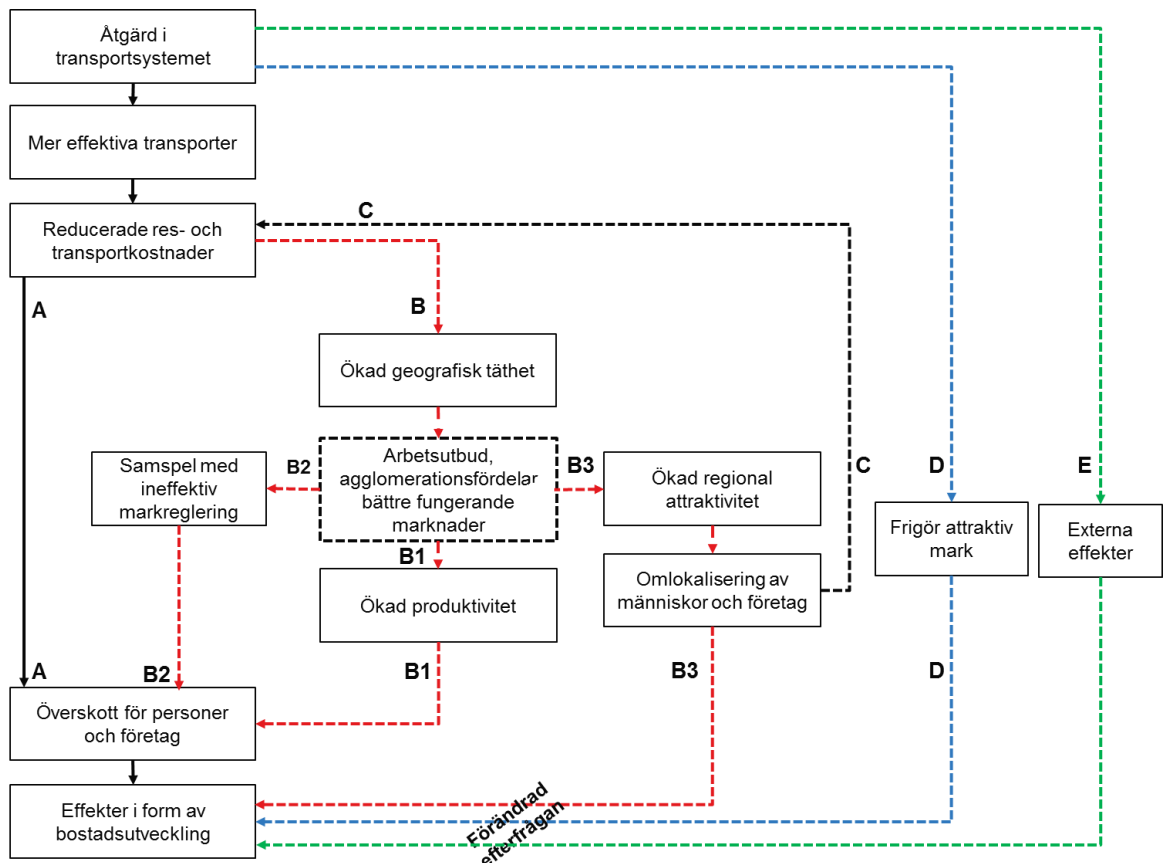 Åtgärd i
transportsystemet
Mer effektiva transporter
Reducerade res- och
transportkostnader
C
A
B
Ökad geografisk täthet
Samspel med
ineffektiv
markreglering
B2
Arbetsutbud,
agglomerationsfördelar
bättre fungerande
marknader
B3
Ökad regional
attraktivitet
C
D
E
Frigör attraktiv
mark
Externa
effekter
B1
Ökad produktivitet
Omlokalisering av
människor och företag
A
B2
B1
B3
D
Överskott för personer
och företag
Effekter i form av
bostadsutveckling
Förändrad
efterfrågan